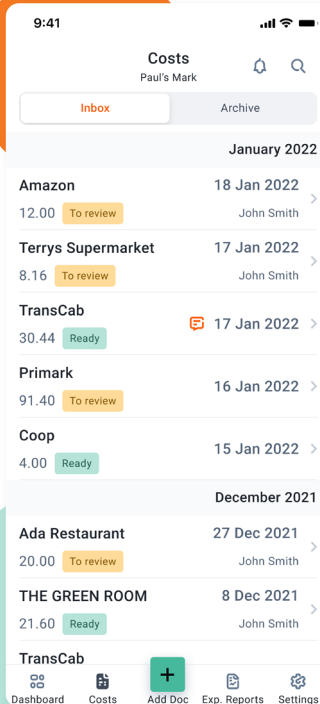 9:41
Costs
Paul's Mark
Inbox Archive
January 2022
Amazon 18 Jan 2022
12.00 To review John Smith
Terrys Supermarket 17 Jan 2022
8.16 To review John Smith
TransCab 17 Jan 2022
30.44 Ready
Primark 16 Jan 2022
91.40 To review
Coop 15 Jan 2022
4.00 Ready
December 2021
Ada Restaurant 27 Dec 2021
20.00 To review John Smith
THE GREEN ROOM 8 Dec 2021
21.60 Ready John Smith
TransCab
Dashboard Costs Add Doc Exp. Reports Settings